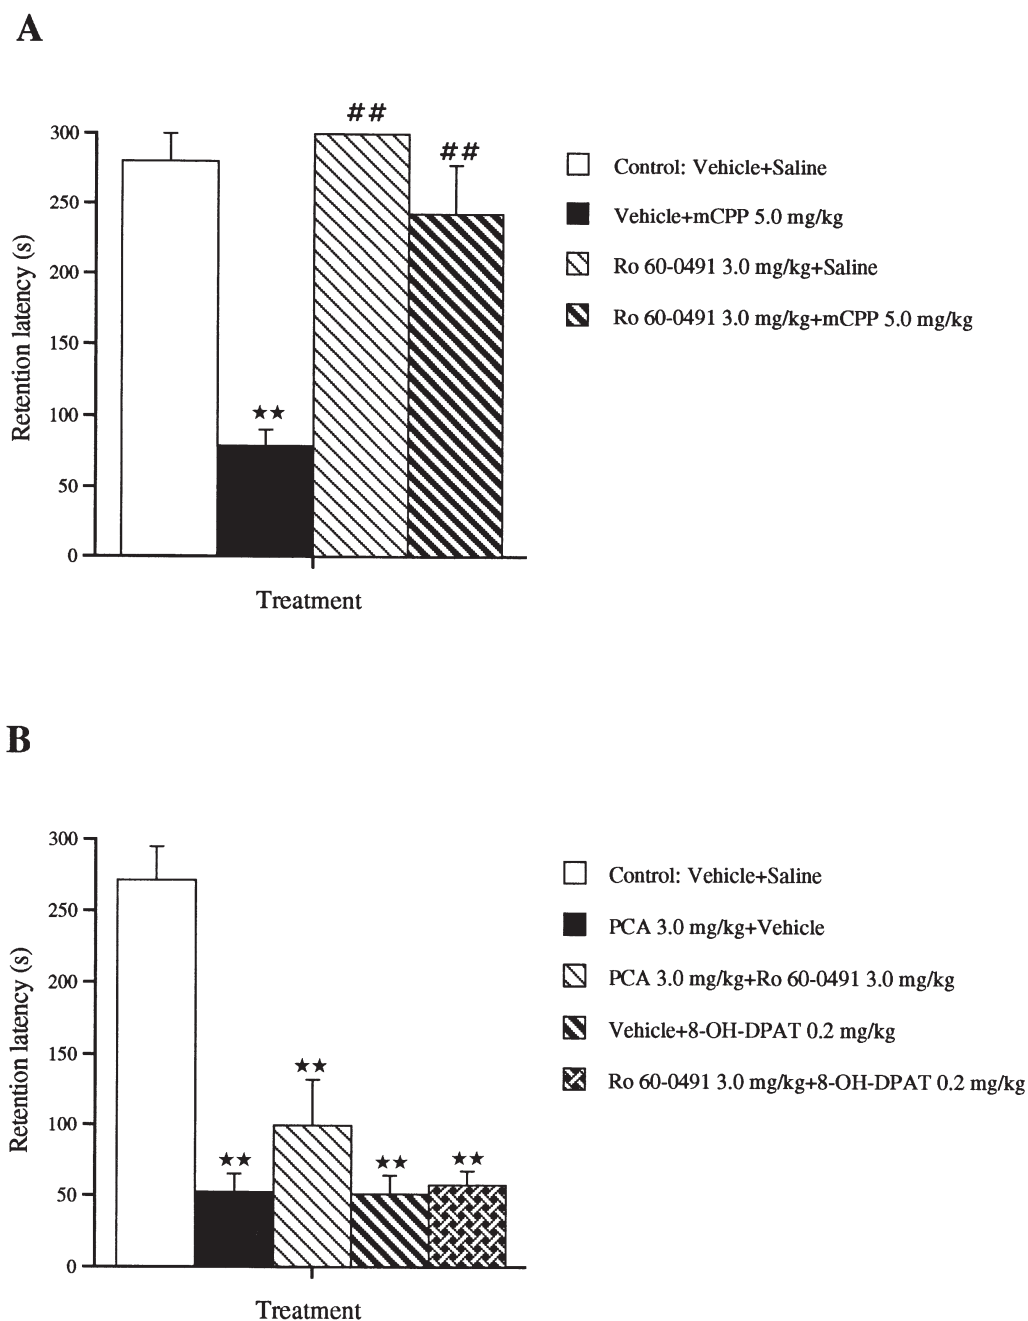 A
##
##
★★
300
250
200
150
100
50
0
Retention latency (s)
Treatment
Control: Vehicle+Saline
Vehicle+mCPP 5.0 mg/kg
Ro 60-0491 3.0 mg/kg+Saline
Ro 60-0491 3.0 mg/kg+mCPP 5.0 mg/kg
B
★★
★★
★★
★★
300
250
200
150
100
50
0
Retention latency (s)
Treatment
Control: Vehicle+Saline
PCA 3.0 mg/kg+Vehicle
PCA 3.0 mg/kg+Ro 60-0491 3.0 mg/kg
Vehicle+8-OH-DPAT 0.2 mg/kg
Ro 60-0491 3.0 mg/kg+8-OH-DPAT 0.2 mg/kg